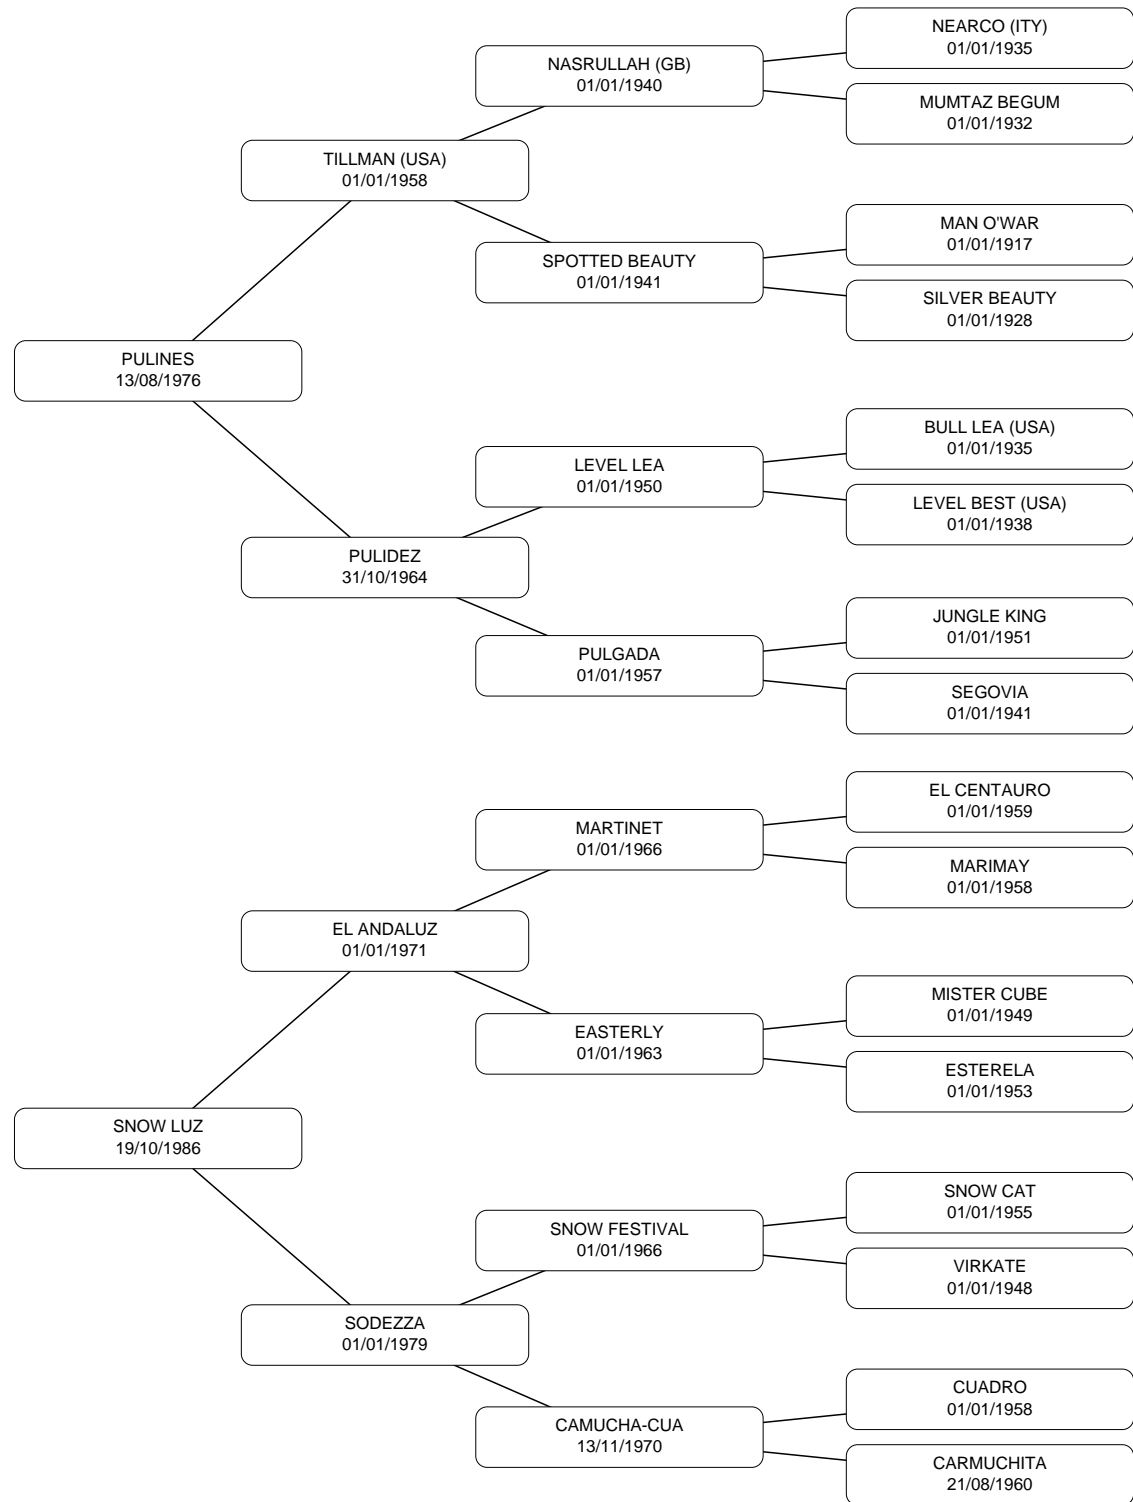 NEARCO (ITY)
01/01/1935
NASRULLAH (GB)
01/01/1940
MUMTAZ BEGUM
01/01/1932
TILLMAN (USA)
01/01/1958
MAN O'WAR
01/01/1917
SPOTTED BEAUTY
01/01/1941
SILVER BEAUTY
01/01/1928
PULINES
13/08/1976
BULL LEA (USA)
01/01/1935
LEVEL LEA
01/01/1950
LEVEL BEST (USA)
01/01/1938
PULIDEZ
31/10/1964
JUNGLE KING
01/01/1951
PULGADA
01/01/1957
SEGOVIA
01/01/1941
EL CENTAURO
01/01/1959
MARTINET
01/01/1966
MARIMAY
01/01/1958
EL ANDALUZ
01/01/1971
MISTER CUBE
01/01/1949
EASTERLY
01/01/1963
ESTERELA
01/01/1953
SNOW LUZ
19/10/1986
SNOW CAT
01/01/1955
SNOW FESTIVAL
01/01/1966
VIRKATE
01/01/1948
SODEZZA
01/01/1979
CUADRO
01/01/1958
CAMUCHA-CUA
13/11/1970
CARMUCHITA
21/08/1960